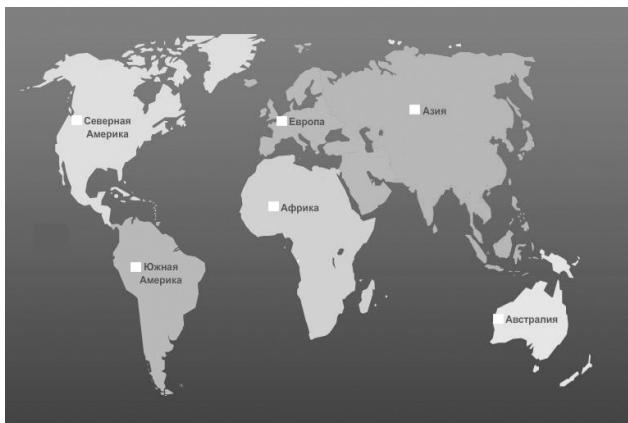 Северная
Америка
Европа
Азия
Африка
Южная
Америка
Австралия